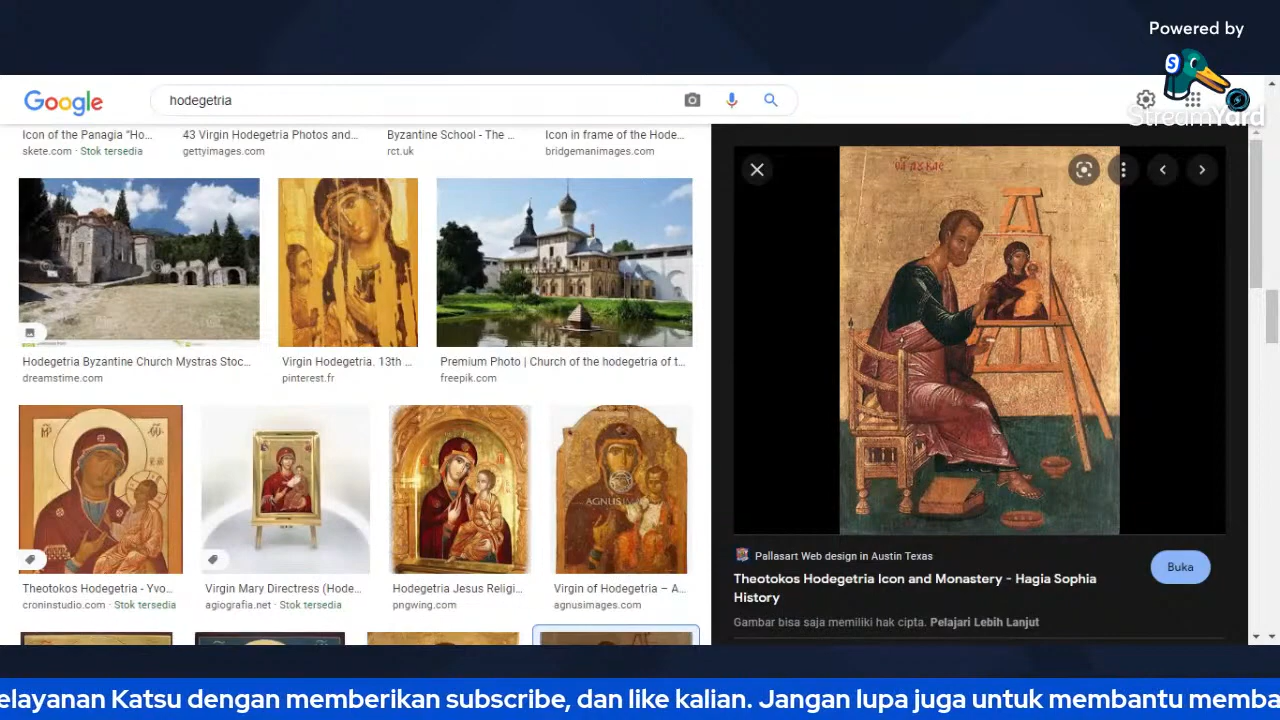 Powered by
StreamYard
Google
hodegetria
Icon of the Panagia "Ho...
skete.com · Stok tersedia
43 Virgin Hodegetria Photos and...
gettyimages.com
Byzantine School - The ...
rct.uk
Icon in frame of the Hode...
bridgemanimages.com
Hodegetria Byzantine Church Mystras Stoc...
dreamstime.com
Virgin Hodegetria. 13th ...
pinterest.fr
Premium Photo | Church of the hodegetria of t...
freepik.com
AGNUS
Theotokos Hodegetria - Yvo...
croninstudio.com · Stok tersedia
Virgin Mary Directress (Hode...
agiografia.net · Stok tersedia
Hodegetria Jesus Religi...
pngwing.com
Virgin of Hodegetria – A...
agnusimages.com
Pallasart Web design in Austin Texas
Theotokos Hodegetria Icon and Monastery - Hagia Sophia
History
Buka
Gambar bisa saja memiliki hak cipta. Pelajari Lebih Lanjut
elayanan Katsu dengan memberikan subscribe, dan like kalian. Jangan lupa juga untuk membantu memba